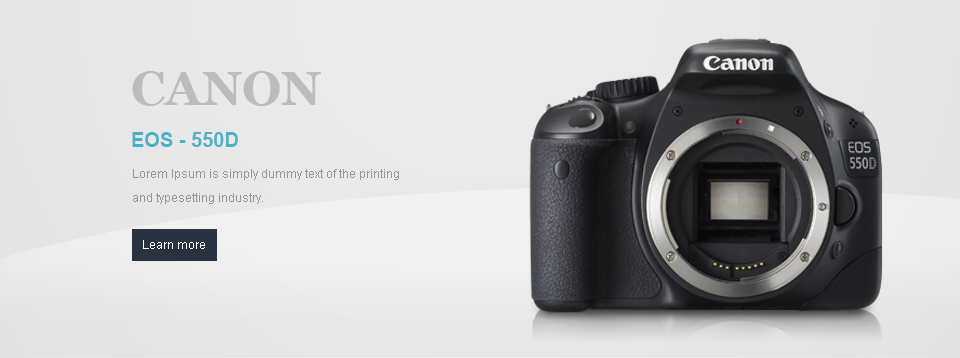 CANON
EOS - 550D
Lorem Ipsum is simply dummy text of the printing
and typesetting industry.
Learn more
Canon
EOS
550D